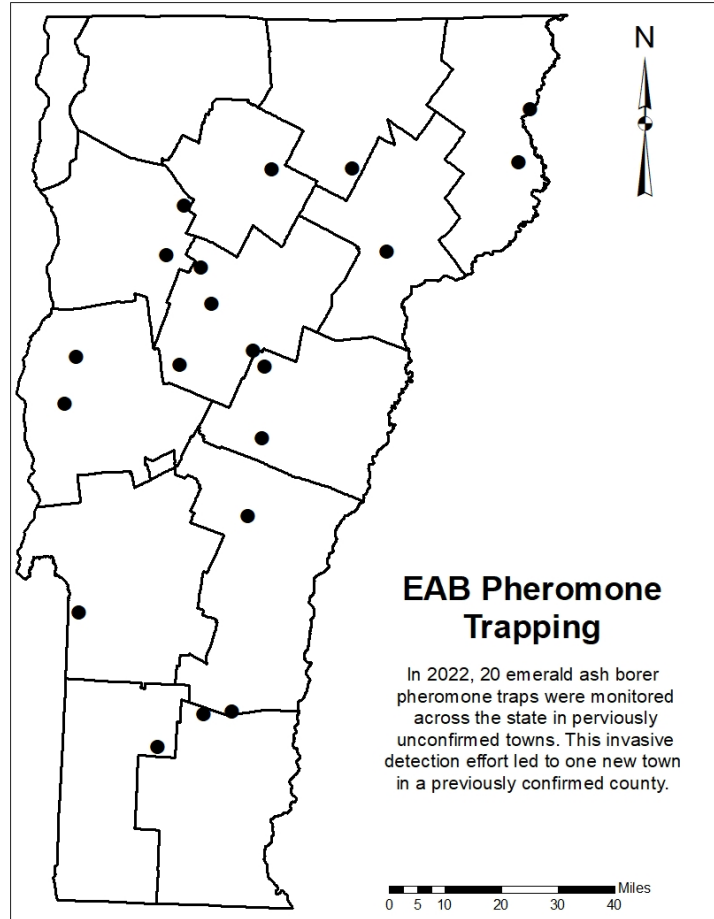 N
EAB Pheromone
Trapping
In 2022, 20 emerald ash borer
pheromone traps were monitored
across the state in perviously
unconfirmed towns. This invasive
detection effort led to one new town
in a previously confirmed county.
Miles
0 5 10 20 30 40